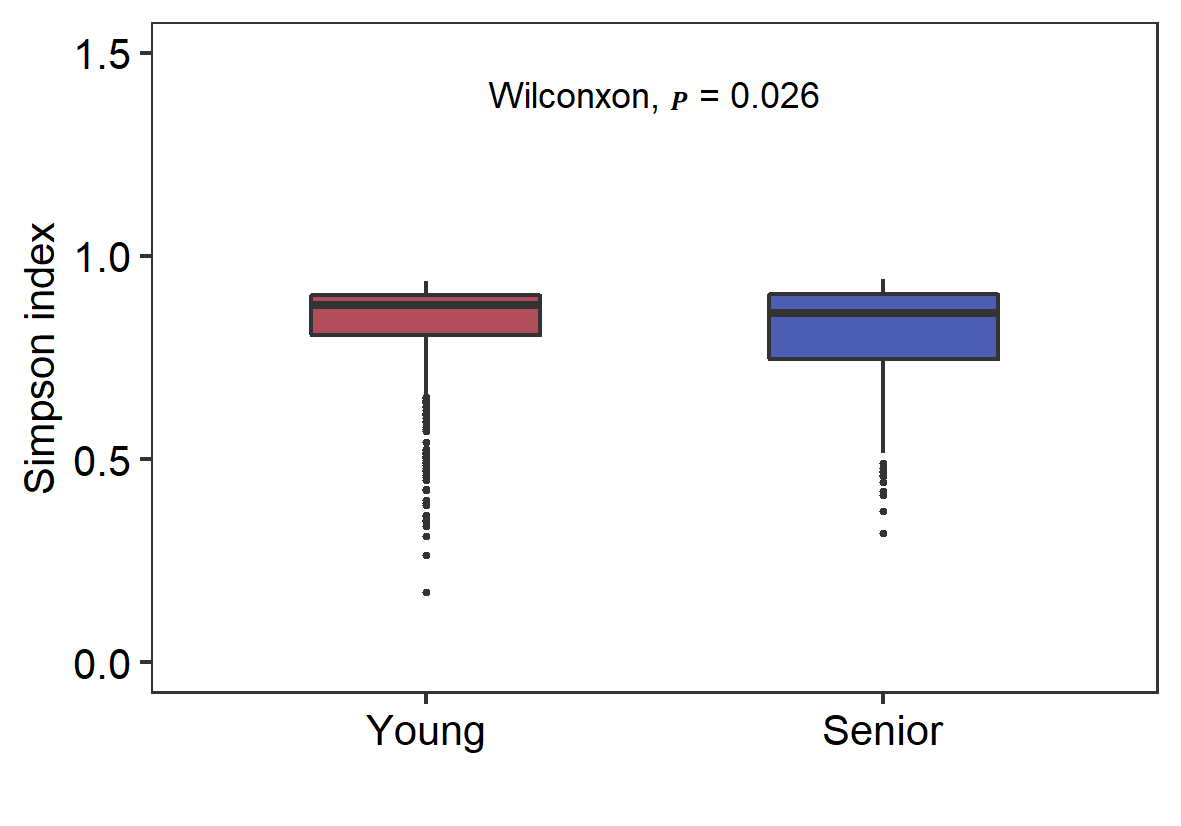 1.5
Wilconxon, P = 0.026
1.0
Simpson index
0.5
0.0
Young
Senior